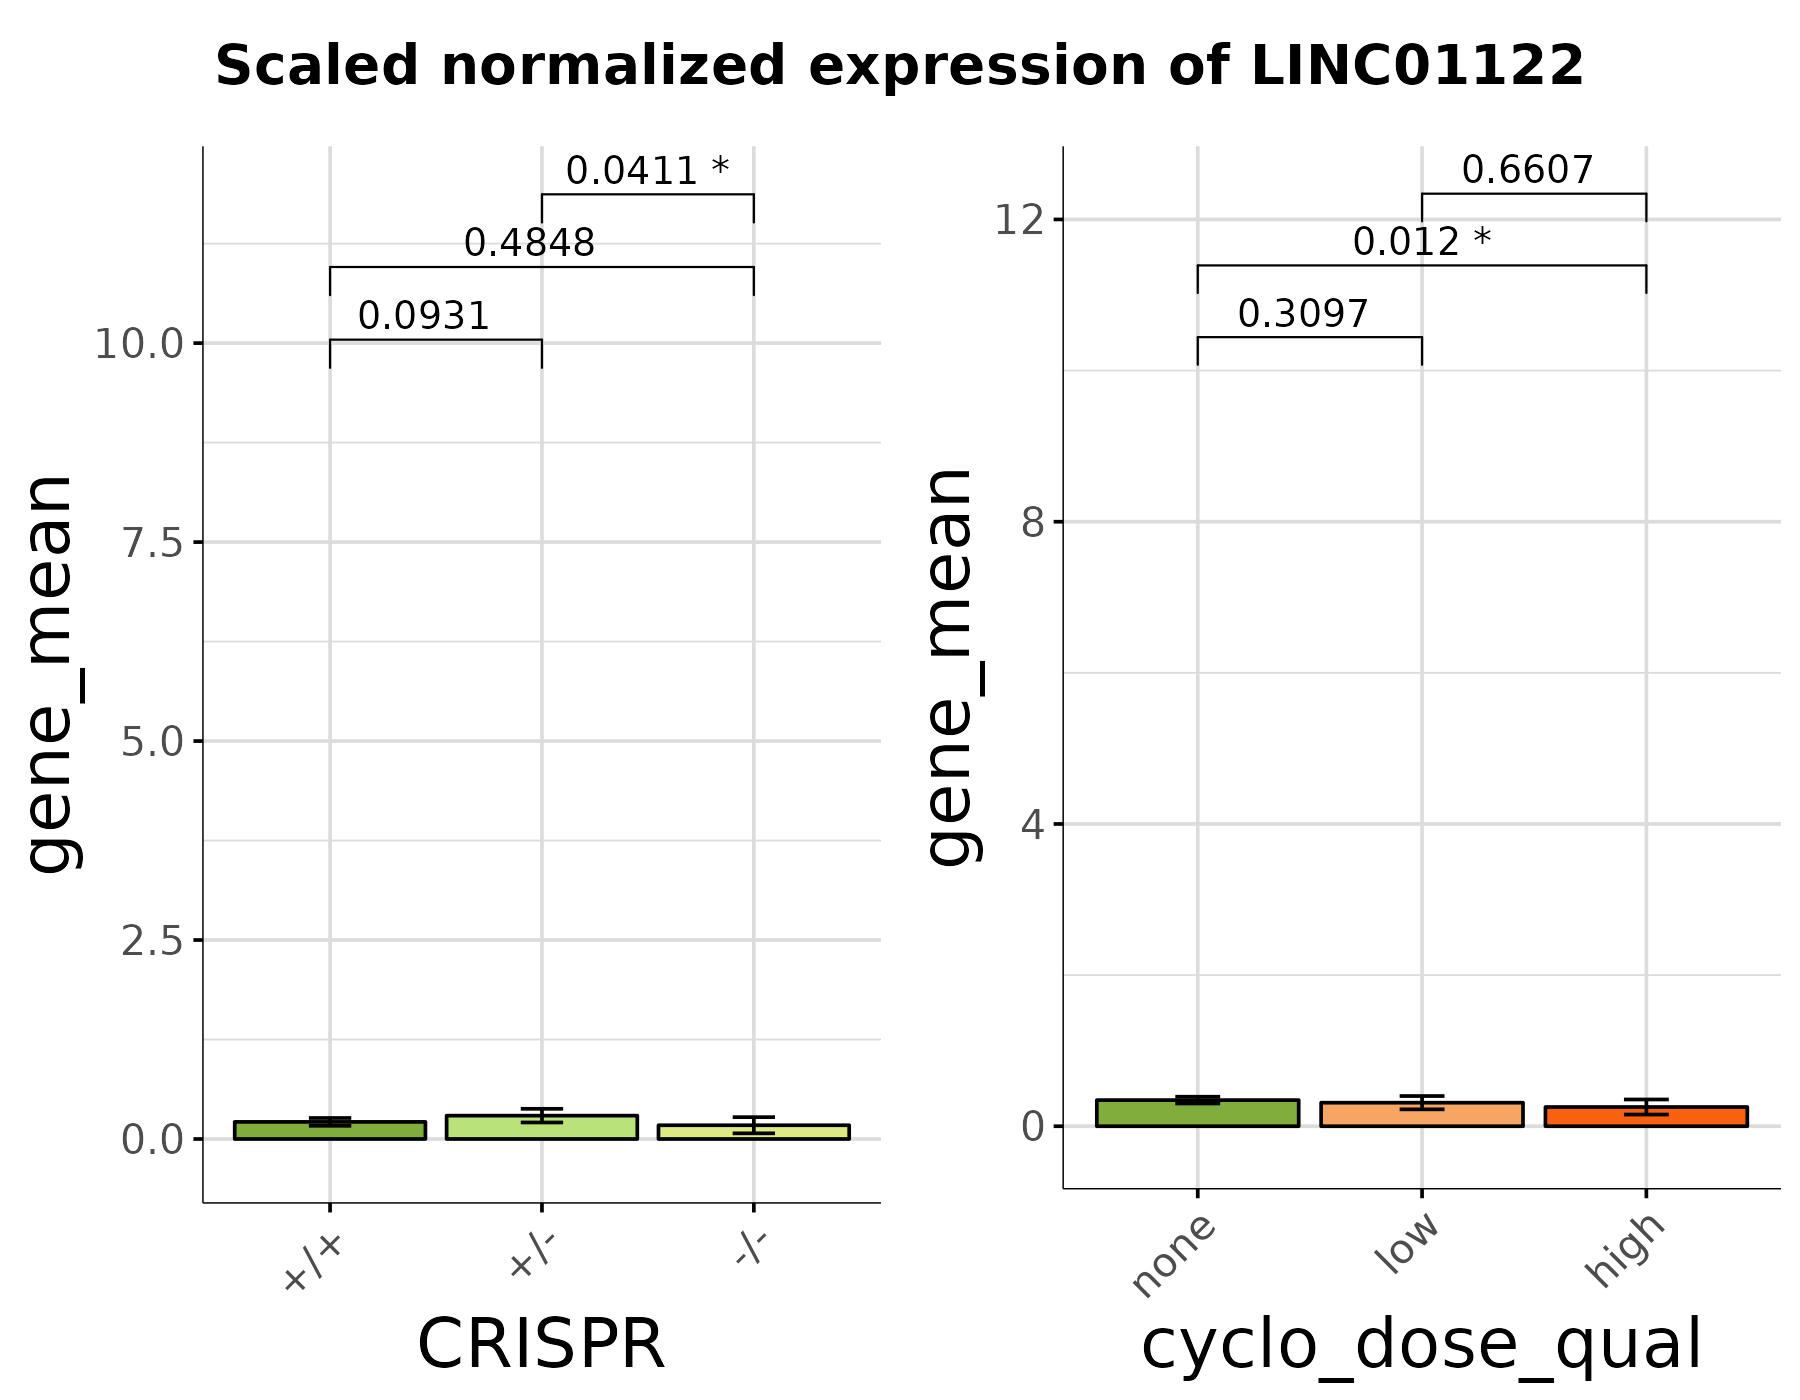 Scaled normalized expression of LINC01122
gene_mean
10.0
7.5
5.0
2.5
0.0
0.0411 *
0.4848
0.0931
+/+
+/-
-/-
CRISPR
gene_mean
12
8
4
0
0.6607
0.012 *
0.3097
none
low
high
cyclo_dose_qual